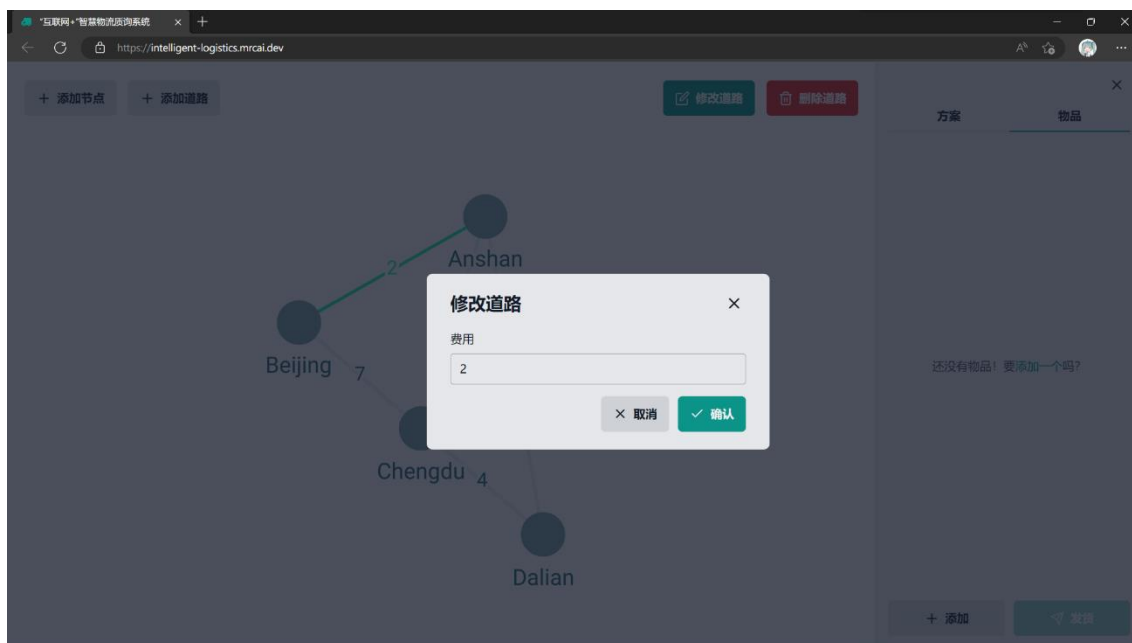 "互联网+"智慧物流质询系统
https://intelligent-logistics.mrcai.dev
添加节点
添加道路
修改道路
删除道路
方案
物品
Anshan
2
Beijing
7
Chengdu
4
Dalian
修改道路
费用
2
取消
确认
还没有物品！要添加一个吗？
添加
发货